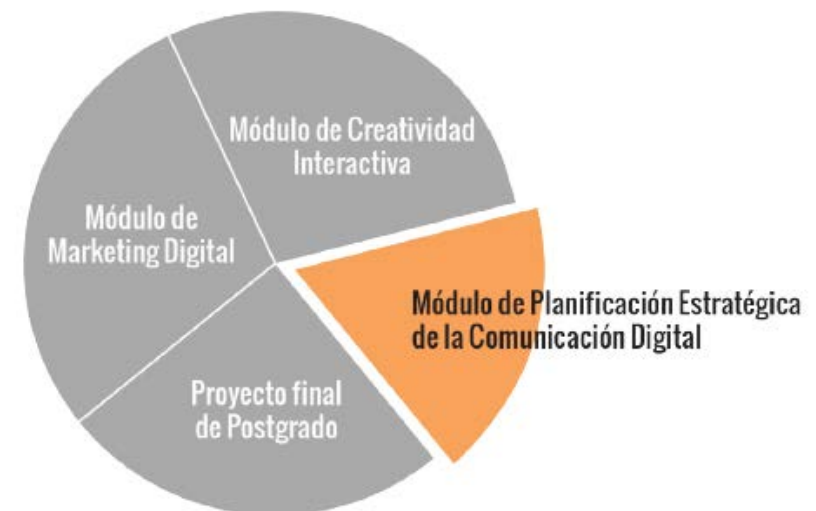 Módulo de Creatividad
Interactiva
Módulo de
Marketing Digital
Módulo de Planificación Estratégica
de la Comunicación Digital
Proyecto final
de Postgrado